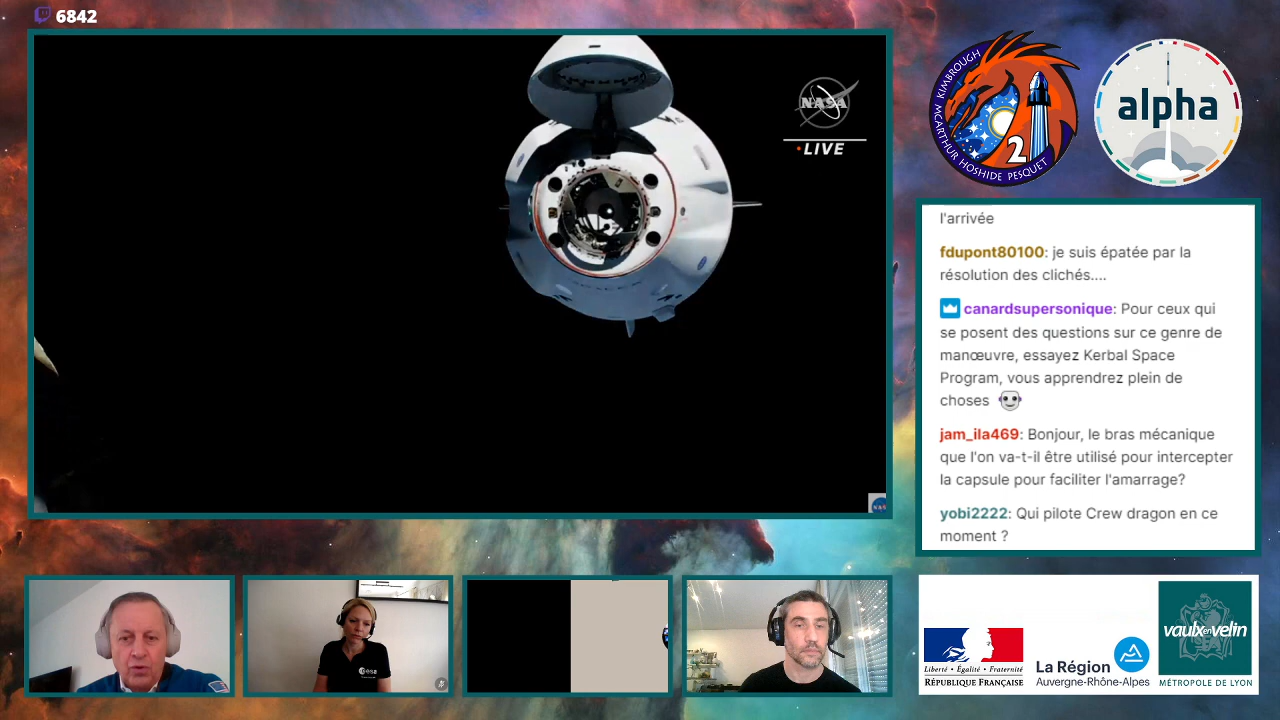 6842
NASA
LIVE
MCARTHUR KIMBROUGH
HOSHIDE PESQUET
2
alpha
l'arrivée
fdupont80100: je suis épatée par la
résolution des clichés....
canardsupersonique: Pour ceux qui
se posent des questions sur ce genre de
manœuvre, essayez Kerbal Space
Program, vous apprendrez plein de
choses
jam_ila469: Bonjour, le bras mécanique
que l'on va-t-il être utilisé pour intercepter
la capsule pour faciliter l'amarrage?
yobi2222: Qui pilote Crew dragon en ce
moment ?
esa
Liberté • Égalité • Fraternité
RÉPUBLIQUE FRANÇAISE
La Région
Auvergne-Rhône-Alpes
vaulx en velin
MÉTROPOLE DE LYON